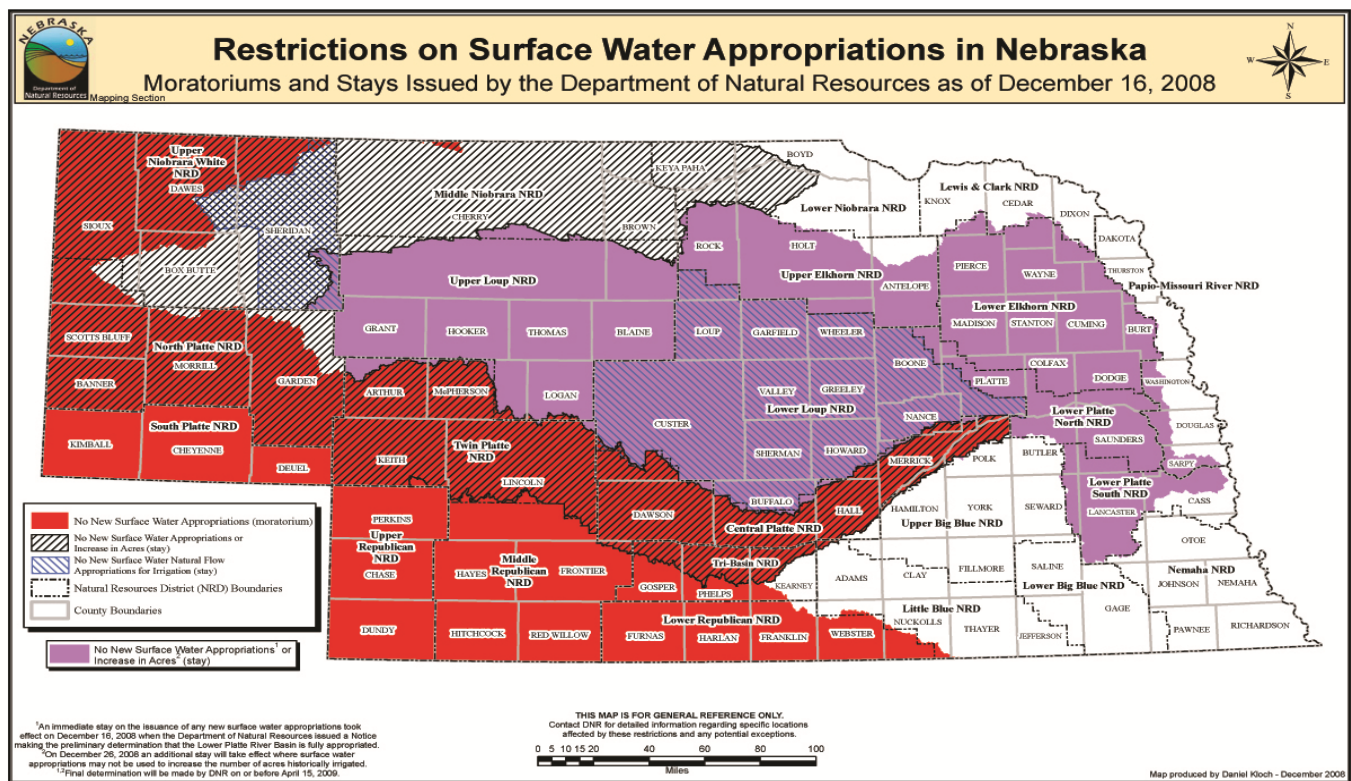 NEBRASKA
Department of
Natural Resources
Mapping Section
Restrictions on Surface Water Appropriations in Nebraska
Moratoriums and Stays Issued by the Department of Natural Resources as of December 16, 2008
N
W
E
S
Upper
Niobrara White
NRD
DAWES
SIOUX
SHERIDAN
BOX BUTTE
Middle Niobrara NRD
CHERRY
KEYA PAHA
BROWN
BOYD
Lower Niobrara NRD
Lewis & Clark NRD
KNOX
CEDAR
DIXON
DAKOTA
THURSTON
Papio-Missouri River NRD
ROCK
HOLT
Upper Elkhorn NRD
ANTELOPE
PIERCE
WAYNE
Lower Elkhorn NRD
MADISON
STANTON
CUMING
BURT
Upper Loup NRD
GRANT
HOOKER
THOMAS
BLAINE
LOUP
GARFIELD
WHEELER
BOONE
SCOTTS BLUFF
North Platte NRD
MORRILL
BANNER
GARDEN
ARTHUR
McPHERSON
LOGAN
CUSTER
VALLEY
GREELEY
Lower Loup NRD
NANCE
PLATTE
COLFAX
DODGE
WASHINGTON
KIMBALL
South Platte NRD
CHEYENNE
DEUEL
KEITH
Twin Platte
NRD
LINCOLN
SHERMAN
HOWARD
MERRICK
Lower Platte
North NRD
SAUNDERS
DOUGLAS
SARPY
BUTLER
POLK
Lower Platte
South NRD
LANCASTER
CASS
DAWSON
BUFFALO
HALL
Central Platte NRD
HAMILTON
YORK
SEWARD
Upper Big Blue NRD
OTOE
PERKINS
Upper
Republican
NRD
CHASE
HAYES
Middle
Republican
NRD
FRONTIER
GOSPER
Tri-Basin NRD
PHELPS
KEARNEY
ADAMS
CLAY
FILLMORE
SALINE
Lower Big Blue NRD
GAGE
Nemaha NRD
JOHNSON
NEMAHA
DUNDY
HITCHCOCK
RED WILLOW
FURNAS
Lower Republican NRD
HARLAN
FRANKLIN
WEBSTER
Little Blue NRD
NUCKOLLS
THAYER
JEFFERSON
PAWNEE
RICHARDSON
No New Surface Water Appropriations (moratorium)
No New Surface Water Appropriations or
Increase in Acres (stay)
No New Surface Water Natural Flow
Appropriations for Irrigation (stay)
Natural Resources District (NRD) Boundaries
County Boundaries
No New Surface Water Appropriations¹ or
Increase in Acres² (stay)
¹An immediate stay on the issuance of any new surface water appropriations took
effect on December 16, 2008 when the Department of Natural Resources issued a Notice
making the preliminary determination that the Lower Platte River Basin is fully appropriated.
²On December 26, 2008 an additional stay will take effect where surface water
appropriations may not be used to increase the number of acres historically irrigated.
¹,²Final determination will be made by DNR on or before April 15, 2009.
THIS MAP IS FOR GENERAL REFERENCE ONLY.
Contact DNR for detailed information regarding specific locations
affected by these restrictions and any potential exceptions.
0 5 10 15 20 40 60 80 100
Miles
Map produced by Daniel Kloch - December 2008